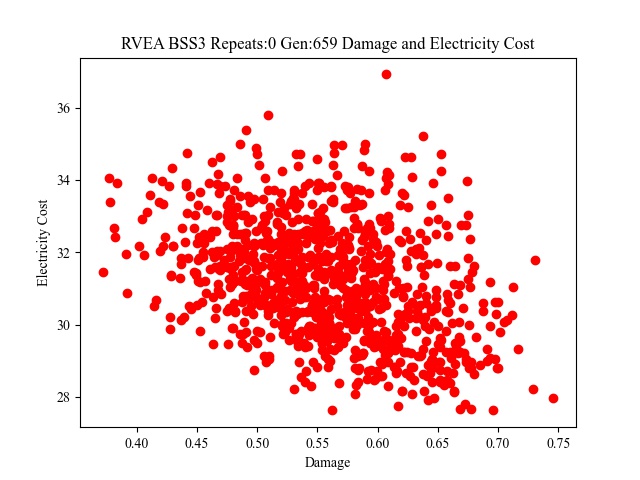 RVEA BSS3 Repeats:0 Gen:659 Damage and Electricity Cost
Electricity Cost
36
34
32
30
28
0.40 0.45 0.50 0.55 0.60 0.65 0.70 0.75
Damage